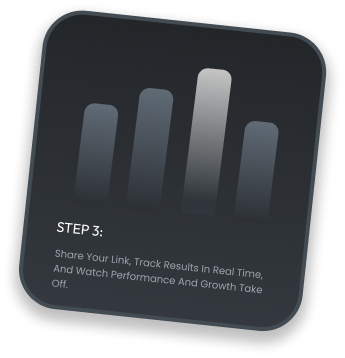 STEP 3:
Share Your Link, Track Results In Real Time,
And Watch Performance And Growth Take
Off.